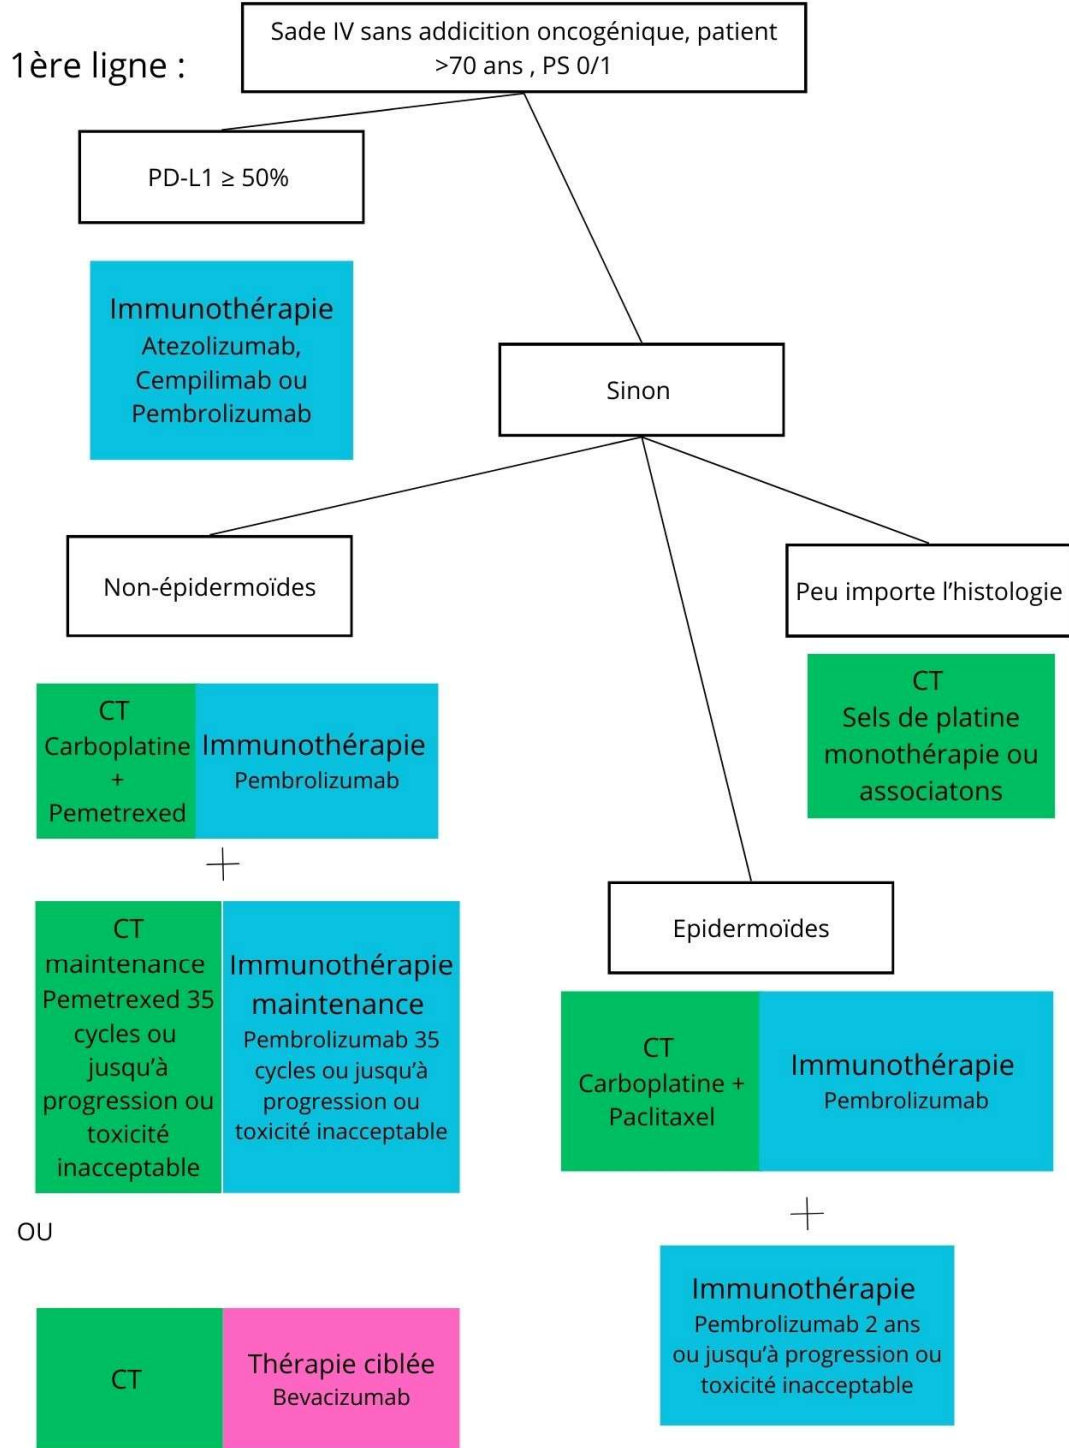 1ère ligne :
Sade IV sans addicition oncogénique, patient
>70 ans , PS 0/1
PD-L1 ≥ 50%
Immunothérapie
Atezolizumab,
Cempilimab ou
Pembrolizumab
Sinon
Non-épidermoïdes
Peu importe l’histologie
CT
Sels de platine
monothérapie ou
associatons
CT
Carboplatine
+
Pemetrexed
Immunothérapie
Pembrolizumab
+
CT
maintenance
Pemetrexed 35
cycles ou
jusqu’à
progression ou
toxicité
inacceptable
Immunothérapie
maintenance
Pembrolizumab 35
cycles ou jusqu’à
progression ou
toxicité inacceptable
OU
CT
Thérapie ciblée
Bevacizumab
Epidermoïdes
CT
Carboplatine +
Paclitaxel
Immunothérapie
Pembrolizumab
+
Immunothérapie
Pembrolizumab 2 ans
ou jusqu’à progression ou
toxicité inacceptable